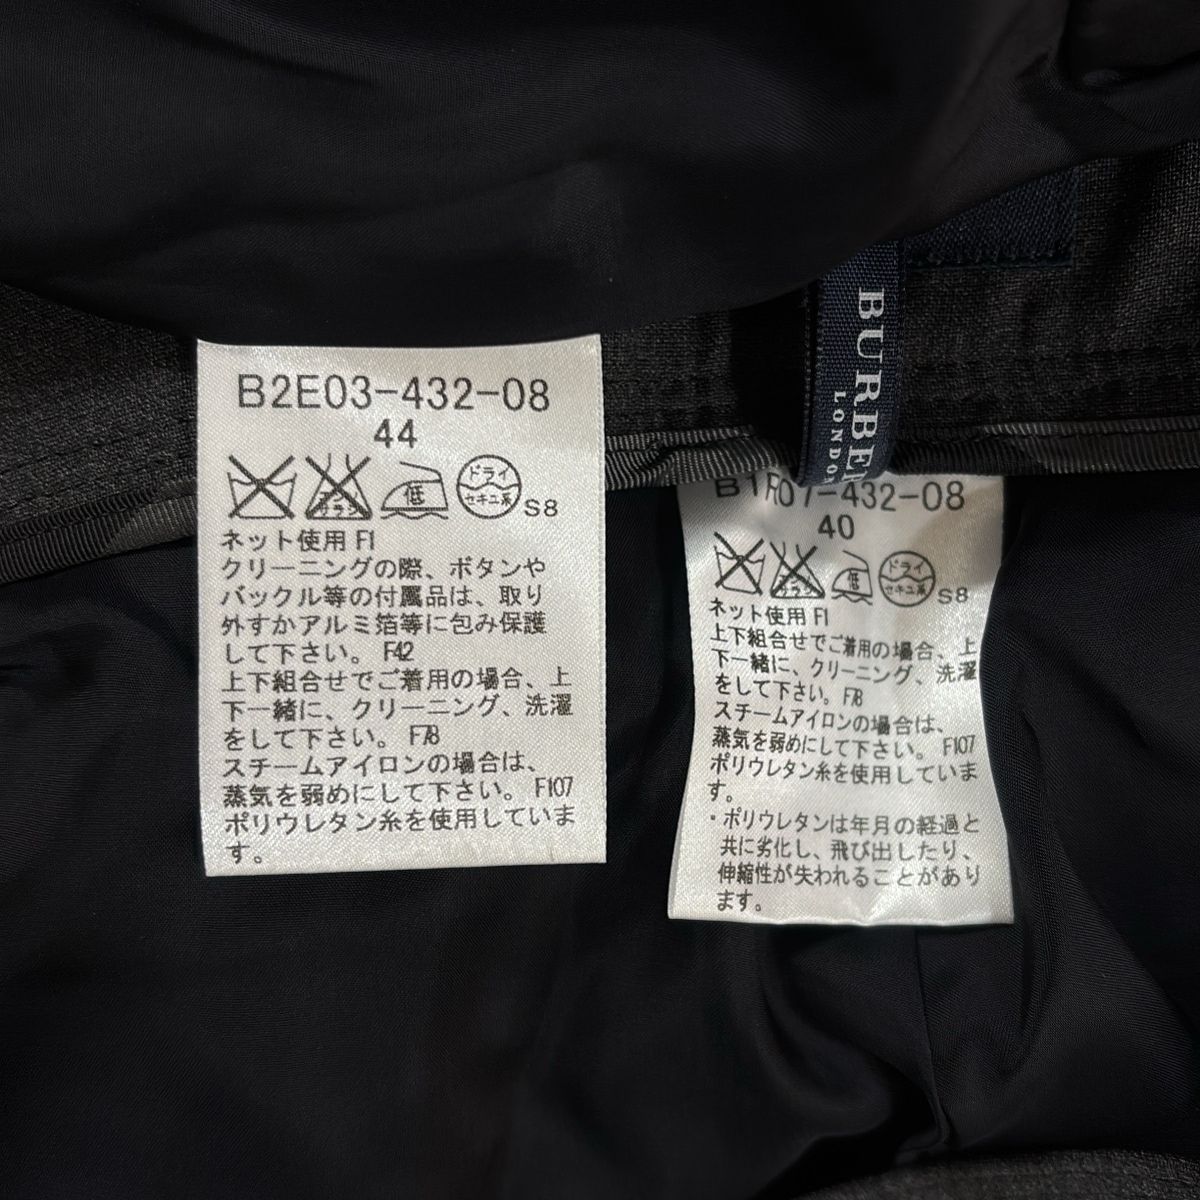 B2E03-432-08
44
低
ドライ
セキユ系
S8
ネット使用 F1
クリーニングの際、ボタンや
バックル等の付属品は、取り
外すかアルミ箔等に包み保護
して下さい。 F42
上下組合せでご着用の場合、上
下一緒に、クリーニング、洗濯
をして下さい。 F78
スチームアイロンの場合は、
蒸気を弱めにして下さい。 F107
ポリウレタン糸を使用していま
す。
BURBE
LONDON
B1R07-432-08
40
低
ドライ
セキユ系
S8
ネット使用 F1
上下組合せでご着用の場合、上
下一緒に、クリーニング、洗濯
をして下さい。 F78
スチームアイロンの場合は、
蒸気を弱めにして下さい。 F107
ポリウレタン糸を使用していま
す。
・ポリウレタンは年月の経過と
共に劣化し、飛び出したり、
伸縮性が失われることがあり
ます。